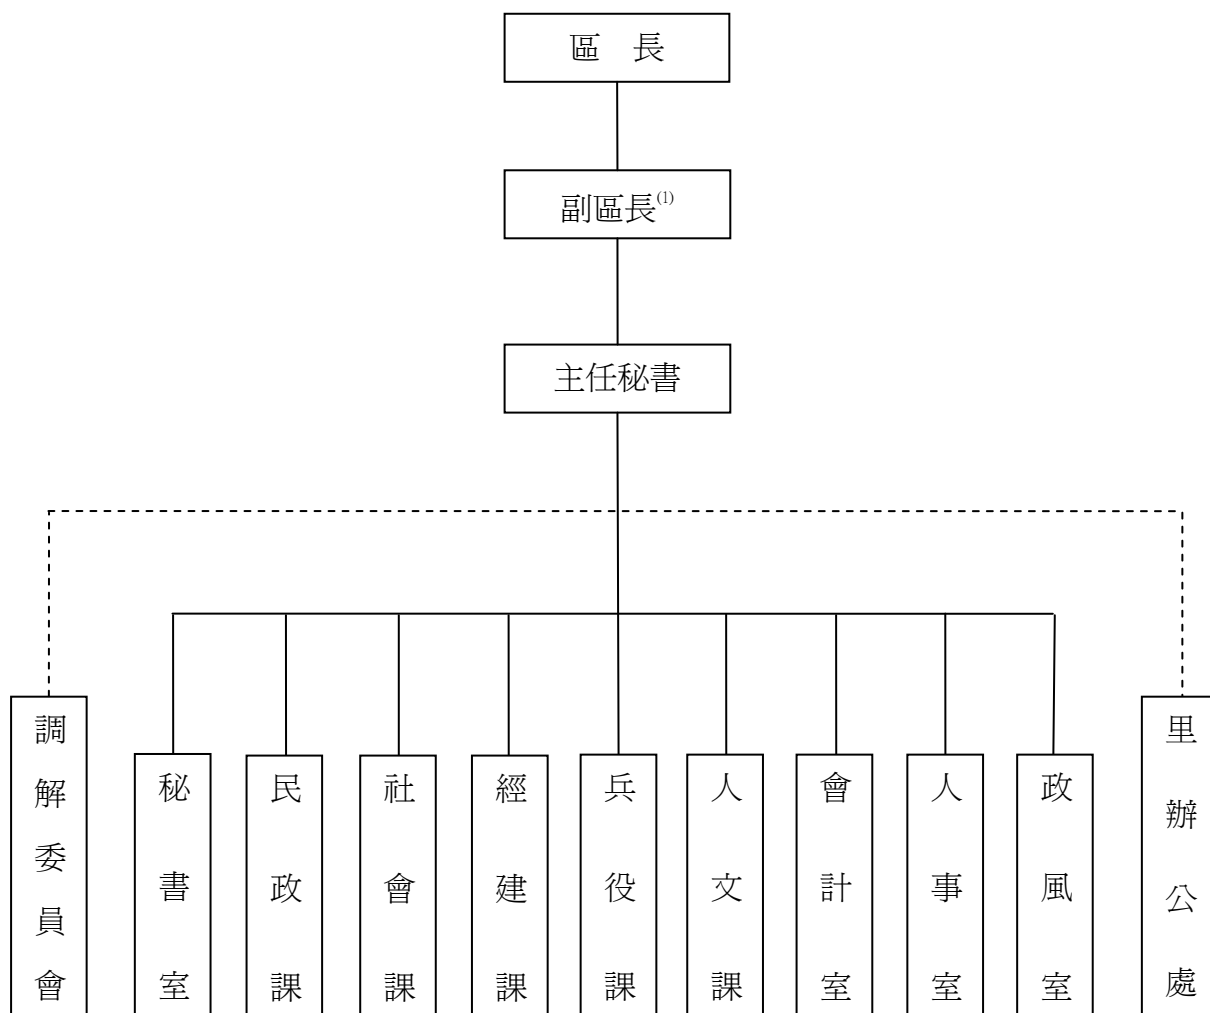 區 長
副區長(1)
主任秘書
調解委員會
秘書室
民政課
社會課
經建課
兵役課
人文課
會計室
人事室
政風室
里辦公處